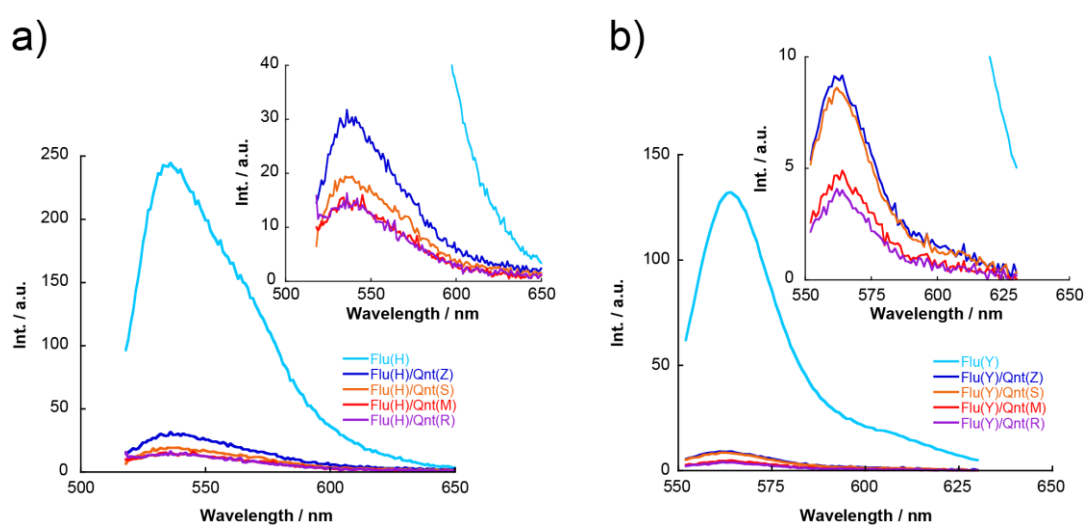 a)
40
30
20
10
0
Int. / a.u.
500
550
600
650
Wavelength / nm
250
200
150
100
50
0
Int. / a.u.
Flu(H)
Flu(H)/Qnt(Z)
Flu(H)/Qnt(S)
Flu(H)/Qnt(M)
Flu(H)/Qnt(R)
500
550
600
650
Wavelength / nm
b)
10
5
0
Int. / a.u.
550
575
600
625
650
Wavelength / nm
150
100
50
0
Int. / a.u.
Flu(Y)
Flu(Y)/Qnt(Z)
Flu(Y)/Qnt(S)
Flu(Y)/Qnt(M)
Flu(Y)/Qnt(R)
550
575
600
625
650
Wavelength / nm